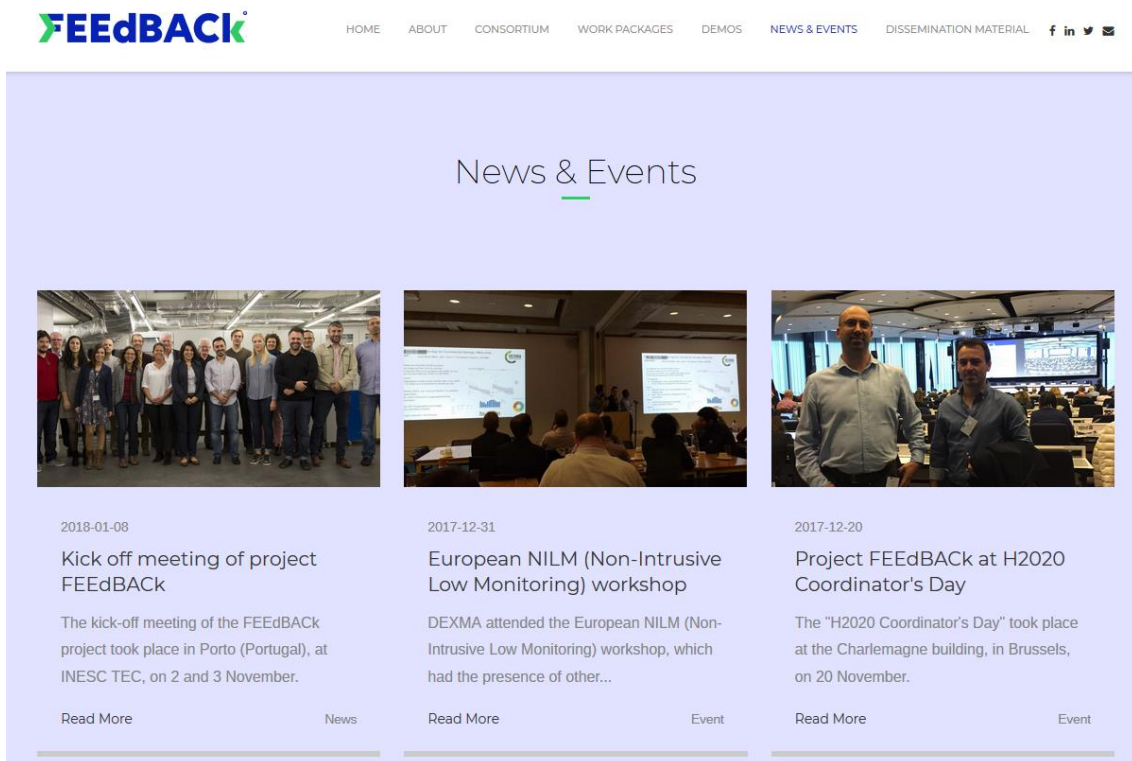 FEEdBACk
HOME ABOUT CONSORTIUM WORK PACKAGES DEMOS NEWS & EVENTS DISSEMINATION MATERIAL
News & Events
2018-01-08
Kick off meeting of project
FEEdBACk
The kick-off meeting of the FEEdBACk
project took place in Porto (Portugal), at
INESC TEC, on 2 and 3 November.
Read More
News
2017-12-31
European NILM (Non-Intrusive
Low Monitoring) workshop
DEXMA attended the European NILM (Non-
Intrusive Low Monitoring) workshop, which
had the presence of other...
Read More
Event
2017-12-20
Project FEEdBACk at H2020
Coordinator's Day
The "H2020 Coordinator's Day" took place
at the Charlemagne building, in Brussels,
on 20 November.
Read More
Event